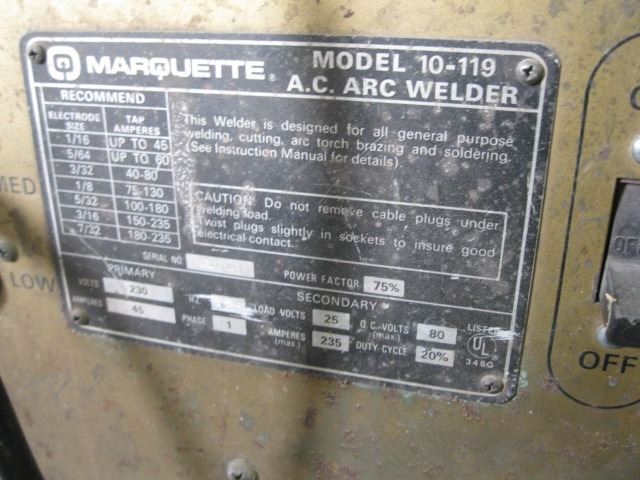 MARQUETTE® MODEL 10-119
A.C. ARC WELDER
RECOMMEND
ELECTRODE SIZE TAP AMPERES
1/16 UP TO 45
5/64 UP TO 60
3/32 40-80
1/8 75-130
5/32 100-180
3/16 150-235
7/32 180-235
This Welder is designed for all general purpose
welding, cutting, arc torch brazing and soldering.
(See Instruction Manual for details).
CAUTION: Do not remove cable plugs under
welding load.
Twist plugs slightly in sockets to insure good
electrical contact.
SERIAL NO
POWER FACTOR 75%
PRIMARY
VOLTS 230 HZ
AMPERES 45 PHASE 1
SECONDARY
LOAD VOLTS 25 O.C. VOLTS (max.) 80
AMPERES (max.) 235 DUTY CYCLE 20%
LISTED
UL
348G
MED
LOW
OFF
OFF